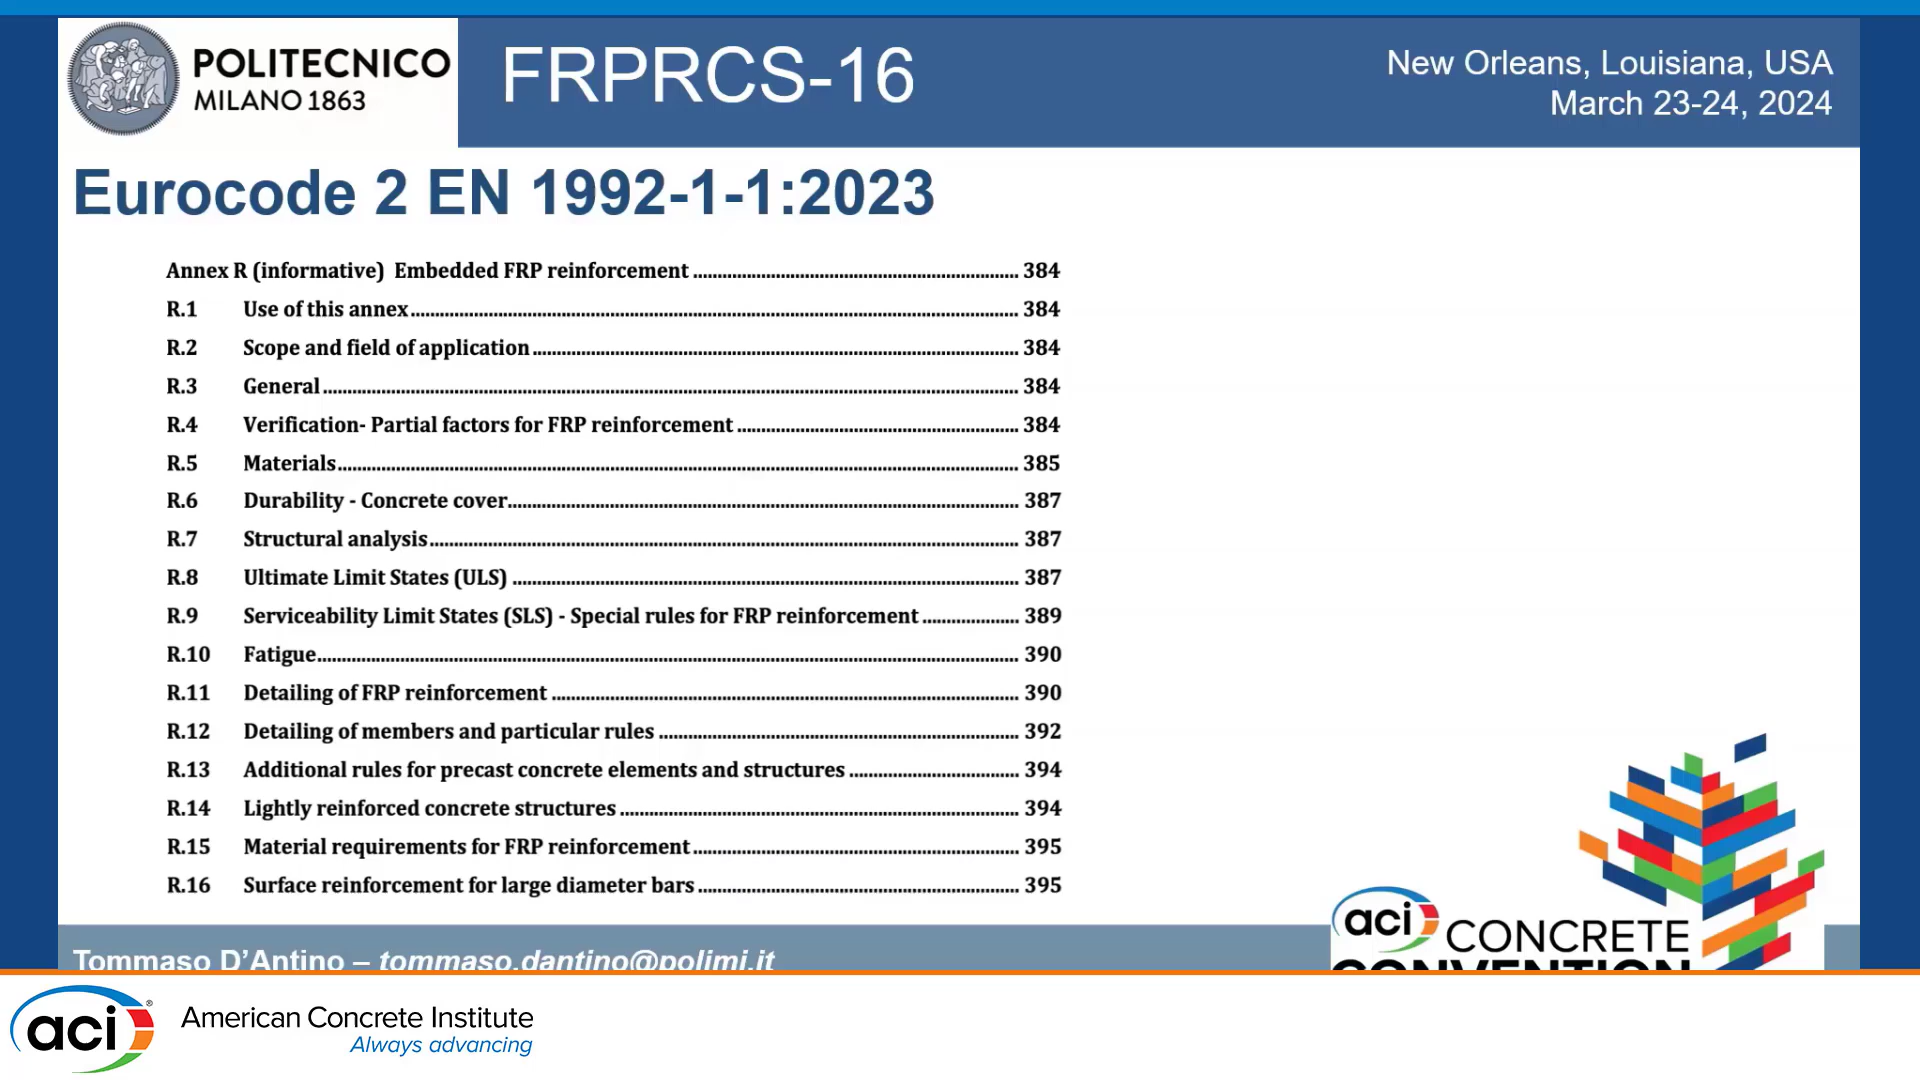 POLITECNICO
MILANO 1863
FRPRCS-16
New Orleans, Louisiana, USA
March 23-24, 2024
Eurocode 2 EN 1992-1-1:2023
Annex R (informative) Embedded FRP reinforcement 384
R.1 Use of this annex 384
R.2 Scope and field of application 384
R.3 General 384
R.4 Verification- Partial factors for FRP reinforcement 384
R.5 Materials 385
R.6 Durability - Concrete cover 387
R.7 Structural analysis 387
R.8 Ultimate Limit States (ULS) 387
R.9 Serviceability Limit States (SLS) - Special rules for FRP reinforcement 389
R.10 Fatigue 390
R.11 Detailing of FRP reinforcement 390
R.12 Detailing of members and particular rules 392
R.13 Additional rules for precast concrete elements and structures 394
R.14 Lightly reinforced concrete structures 394
R.15 Material requirements for FRP reinforcement 395
R.16 Surface reinforcement for large diameter bars 395
Tommaso D'Antino – tommaso.dantino@polimi.it
aci CONCRETE
CONVENTION
aci® American Concrete Institute
Always advancing